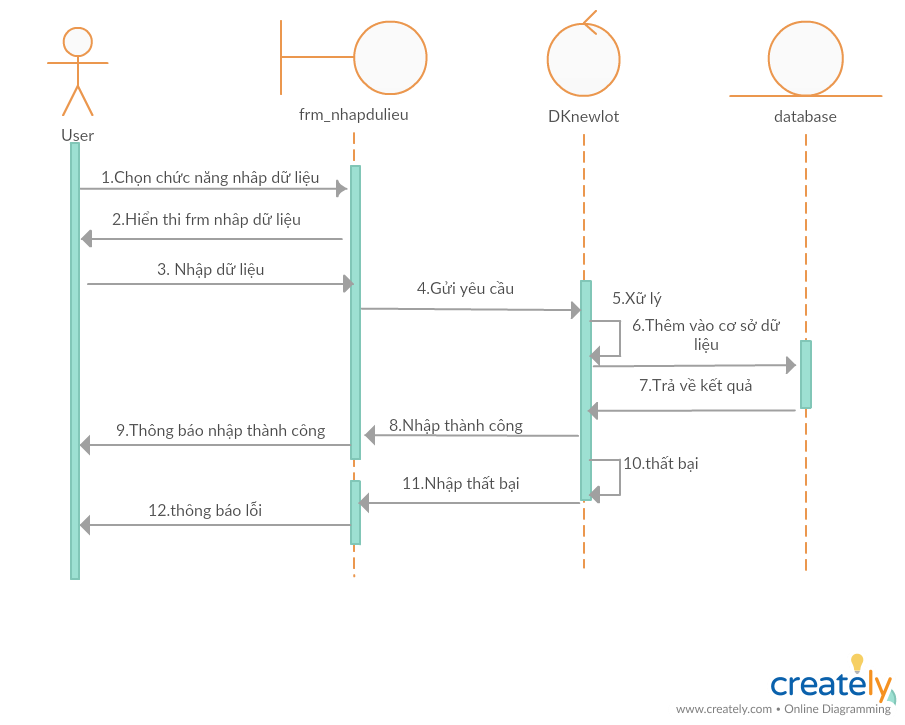 User
frm_nhapdulieu
DKnewlot
database
1.Chọn chức năng nhâp dữ liệu
2.Hiển thi frm nhâp dữ liệu
3. Nhập dữ liệu
4.Gửi yêu cầu
5.Xữ lý
6.Thêm vào cơ sở dữ
liệu
7.Trả về kết quả
8.Nhập thành công
9.Thông báo nhập thành công
10.thất bại
11.Nhập thất bại
12.thông báo lỗi
creately
www.creately.com • Online Diagramming